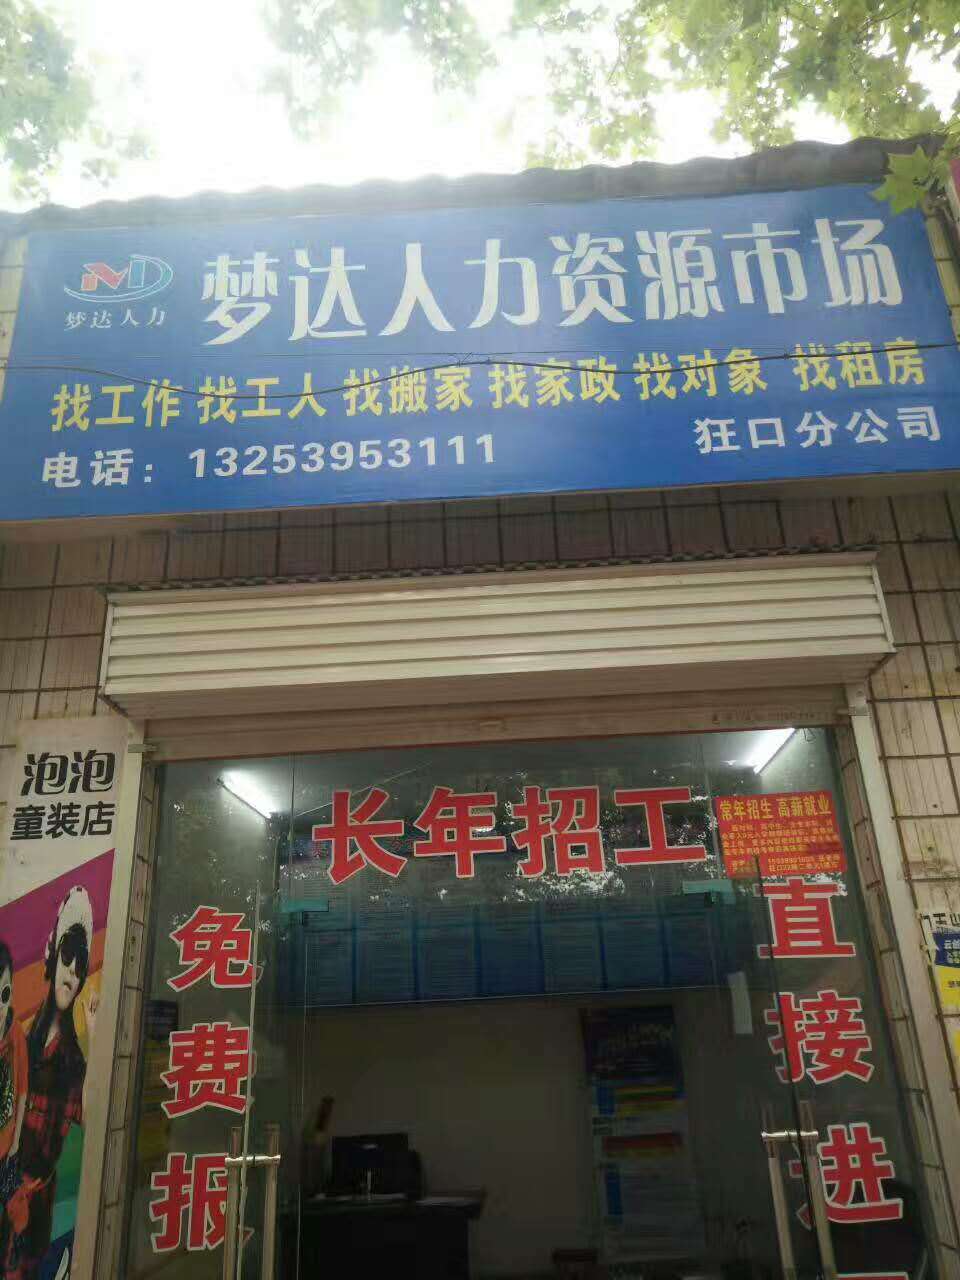 梦达人力资源市场
梦达人力
找工作 找工人 找搬家 找家政 找对象 找租房
电话：13253953111
狂口分公司
泡泡
童装店
长年招工
常年招生 高新就业
免费报
直接进